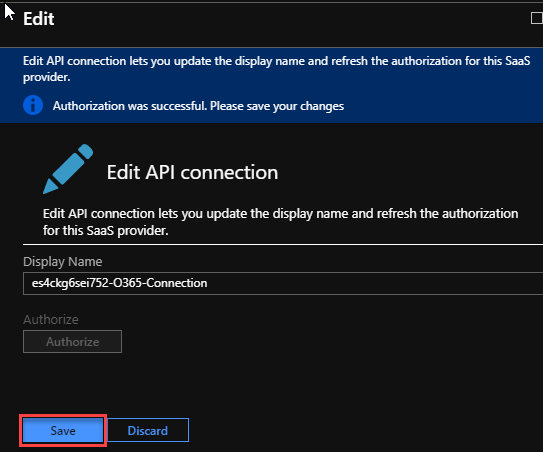 Edit
Edit API connection lets you update the display name and refresh the authorization for this SaaS
provider.
Authorization was successful. Please save your changes
Edit API connection
Edit API connection lets you update the display name and refresh the authorization
for this SaaS provider.
Display Name
es4ckg6sei752-O365-Connection
Authorize
Authorize
Save
Discard